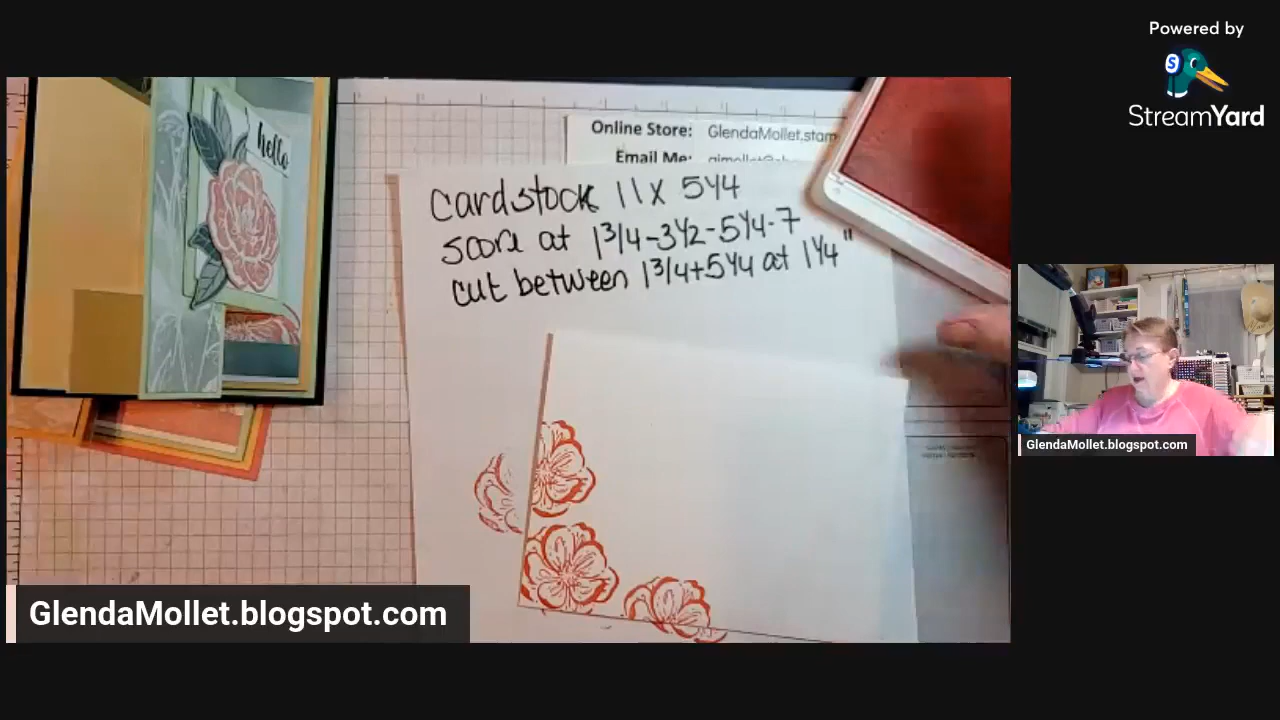 Powered by
StreamYard
hello
Online Store: GlendaMollet.stam
Email Me:
cardstock 11 x 5 1/4
score at 1 3/4 - 3 1/2 - 5 1/4 - 7
cut between 1 3/4 + 5 1/4 at 1 1/4"
GlendaMollet.blogspot.com
GlendaMollet.blogspot.com